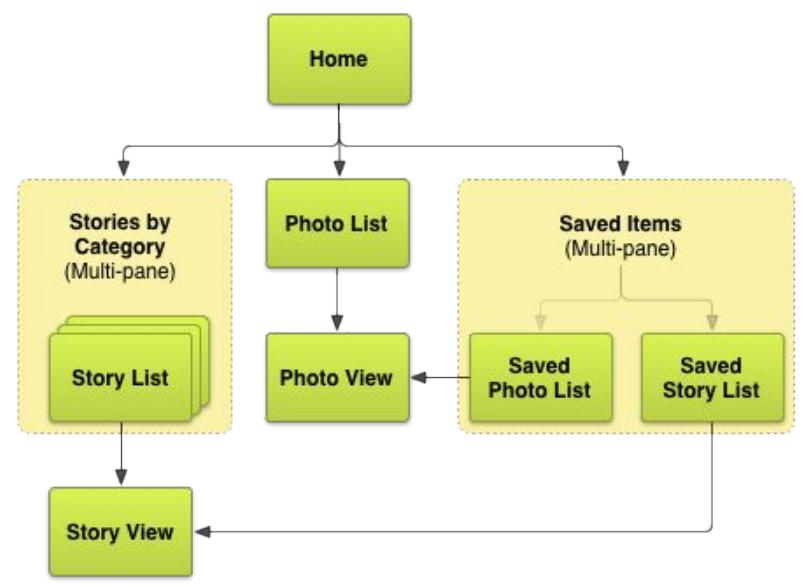 Home
Stories by
Category
(Multi-pane)
Photo List
Saved Items
(Multi-pane)
Story List
Photo View
Saved
Photo List
Saved
Story List
Story View